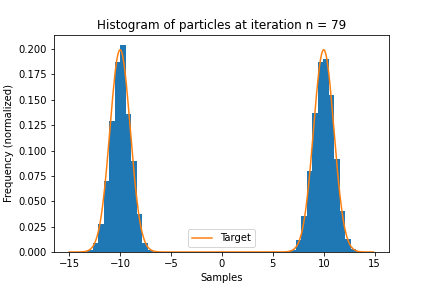 Histogram of particles at iteration n = 79
Frequency (normalized)
0.200
0.175
0.150
0.125
0.100
0.075
0.050
0.025
0.000
Target
−15 −10 −5 0 5 10 15
Samples